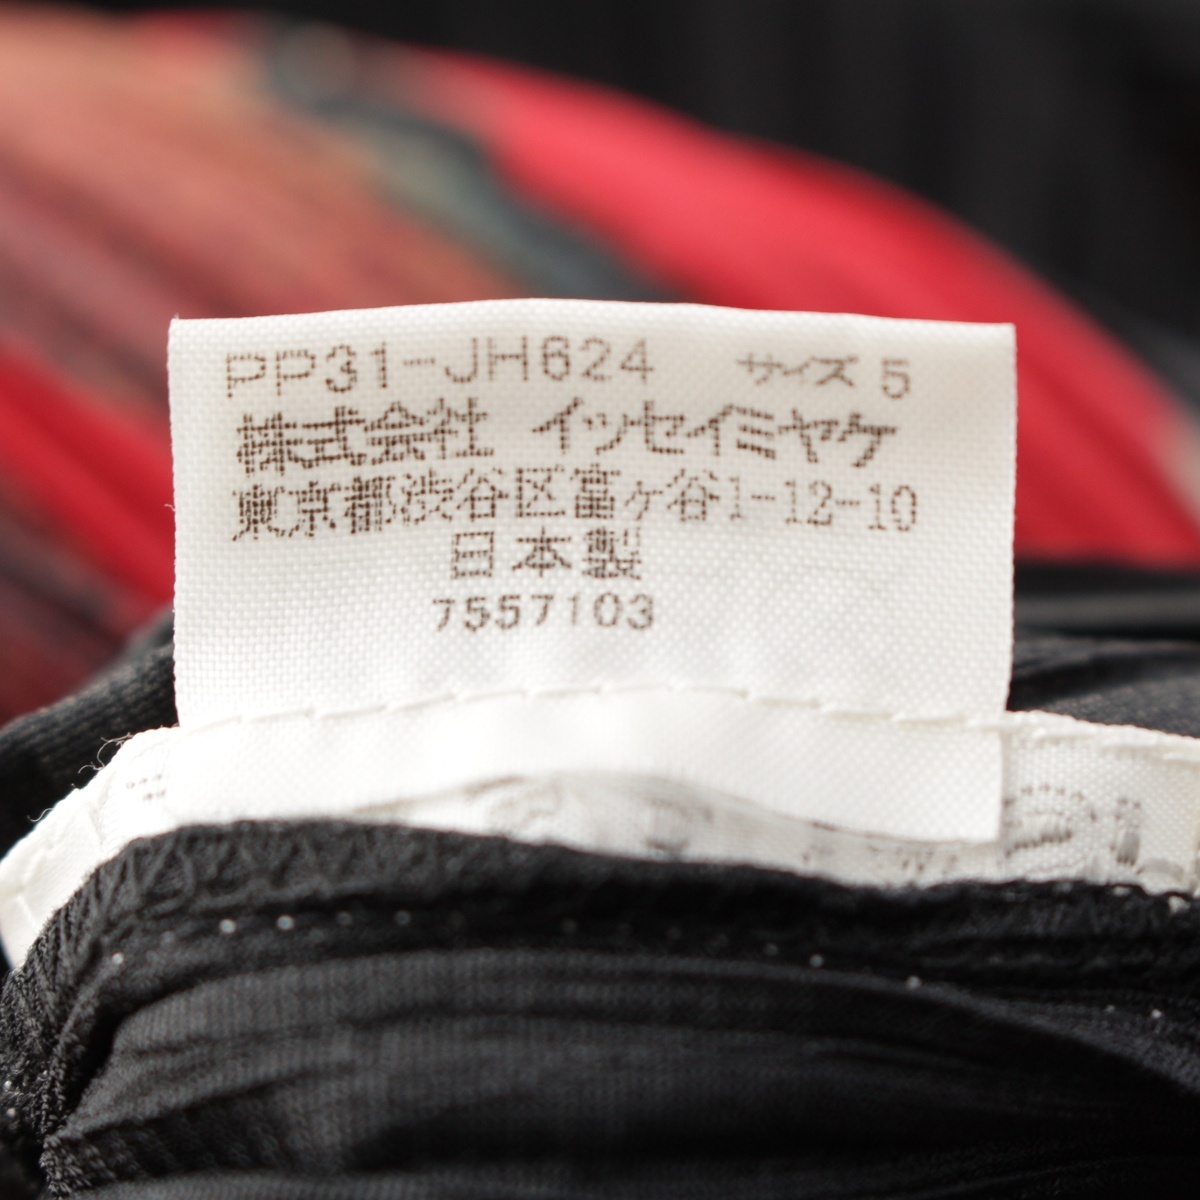 PP31-JH624 サイズ 5
株式会社 イッセイミヤケ
東京都渋谷区富ヶ谷1-12-10
日本製
7557103